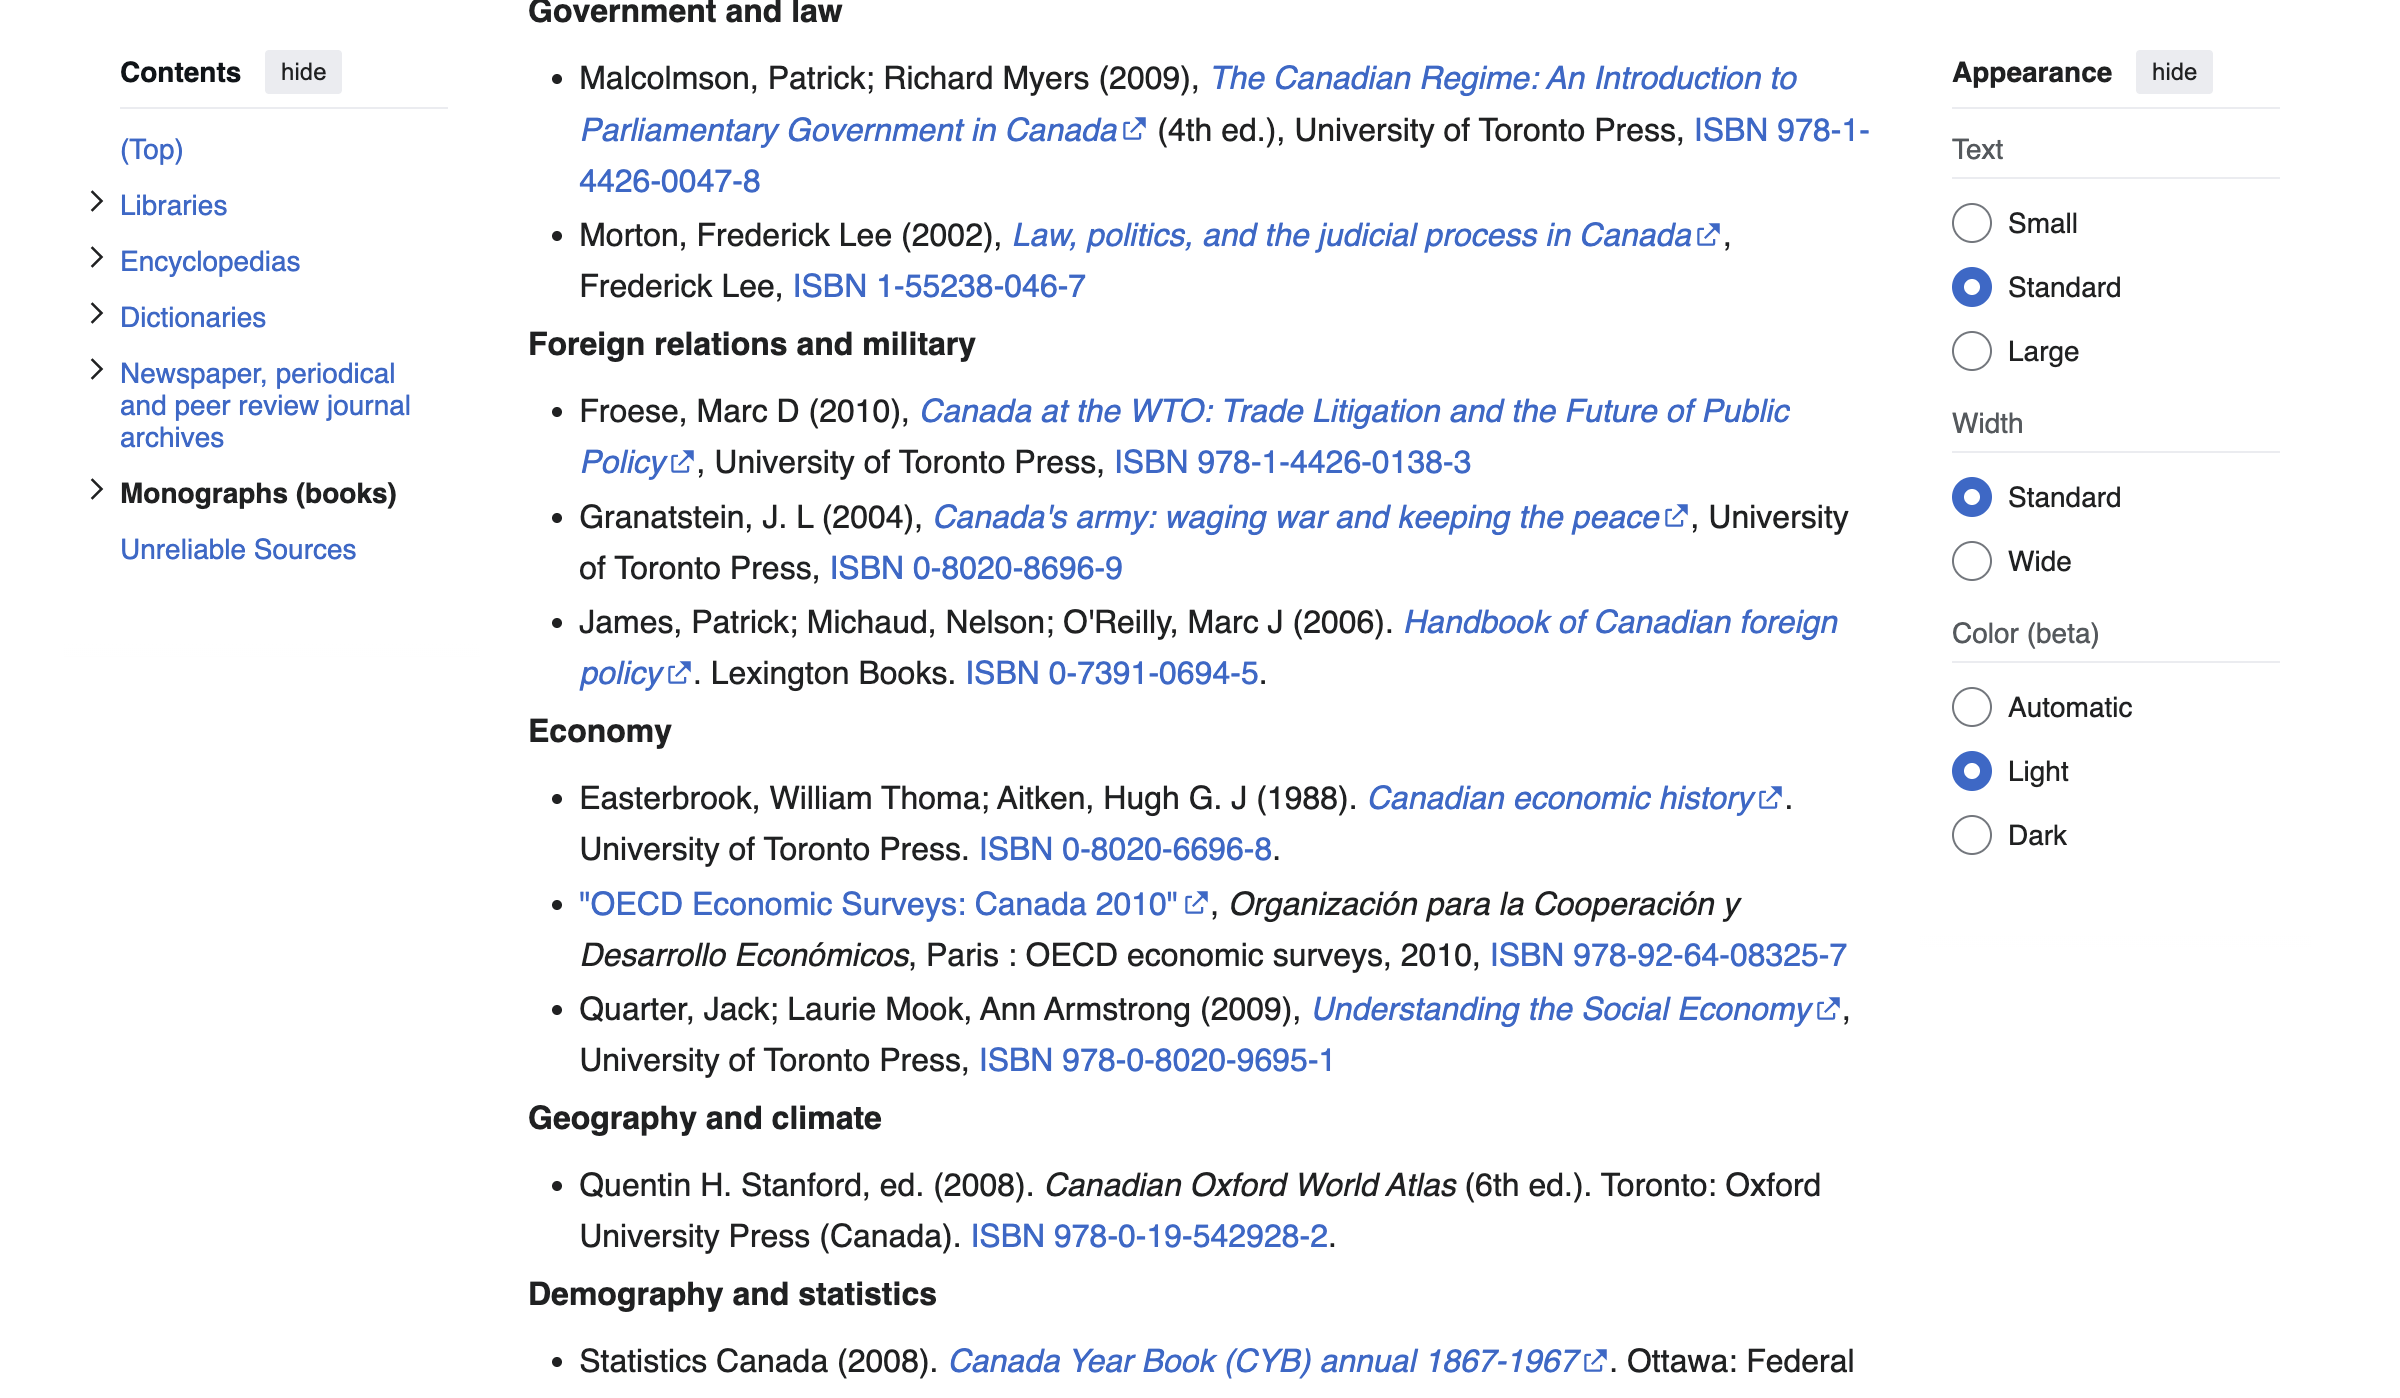 Contents hide
(Top)
Libraries
Encyclopedias
Dictionaries
Newspaper, periodical
and peer review journal
archives
Monographs (books)
Unreliable Sources
Government and law
• Malcolmson, Patrick; Richard Myers (2009), The Canadian Regime: An Introduction to
Parliamentary Government in Canada (4th ed.), University of Toronto Press, ISBN 978-1-
4426-0047-8
• Morton, Frederick Lee (2002), Law, politics, and the judicial process in Canada,
Frederick Lee, ISBN 1-55238-046-7
Foreign relations and military
• Froese, Marc D (2010), Canada at the WTO: Trade Litigation and the Future of Public
Policy, University of Toronto Press, ISBN 978-1-4426-0138-3
• Granatstein, J. L (2004), Canada's army: waging war and keeping the peace, University
of Toronto Press, ISBN 0-8020-8696-9
• James, Patrick; Michaud, Nelson; O'Reilly, Marc J (2006). Handbook of Canadian foreign
policy. Lexington Books. ISBN 0-7391-0694-5.
Economy
• Easterbrook, William Thoma; Aitken, Hugh G. J (1988). Canadian economic history.
University of Toronto Press. ISBN 0-8020-6696-8.
• "OECD Economic Surveys: Canada 2010", Organización para la Cooperación y
Desarrollo Económicos, Paris : OECD economic surveys, 2010, ISBN 978-92-64-08325-7
• Quarter, Jack; Laurie Mook, Ann Armstrong (2009), Understanding the Social Economy,
University of Toronto Press, ISBN 978-0-8020-9695-1
Geography and climate
• Quentin H. Stanford, ed. (2008). Canadian Oxford World Atlas (6th ed.). Toronto: Oxford
University Press (Canada). ISBN 978-0-19-542928-2.
Demography and statistics
• Statistics Canada (2008). Canada Year Book (CYB) annual 1867-1967. Ottawa: Federal
Appearance hide
Text
Small
Standard
Large
Width
Standard
Wide
Color (beta)
Automatic
Light
Dark